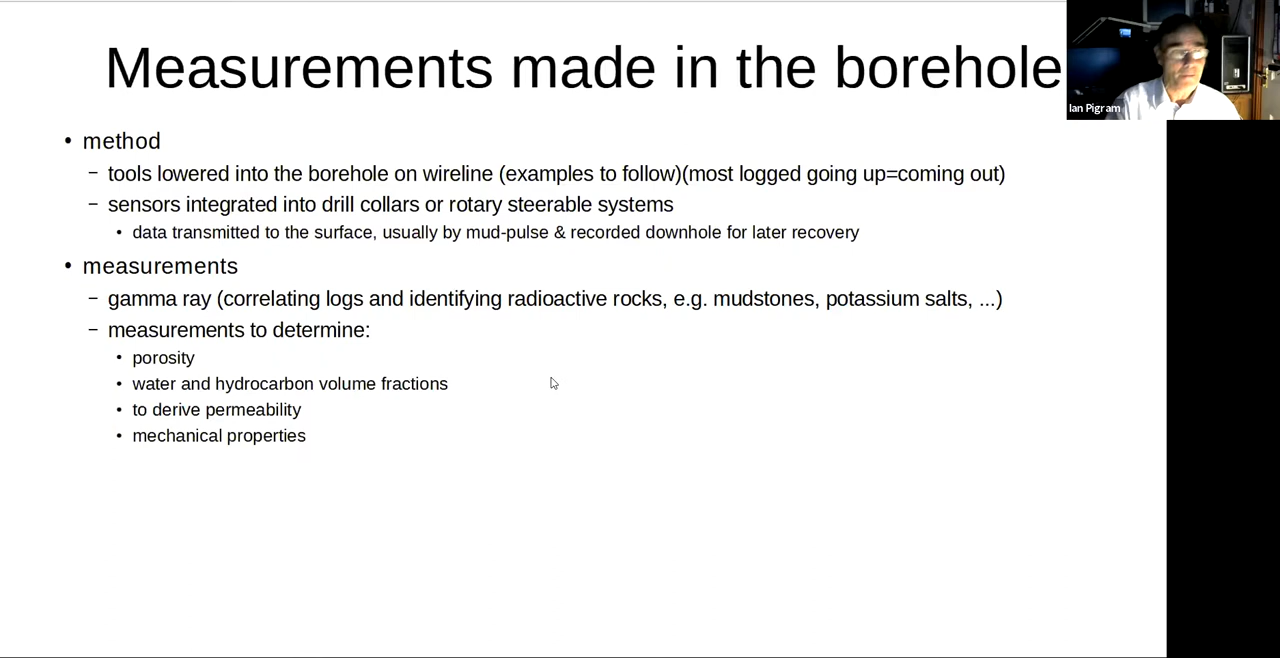 Measurements made in the borehole
Ian Pigram
• method
– tools lowered into the borehole on wireline (examples to follow)(most logged going up=coming out)
– sensors integrated into drill collars or rotary steerable systems
• data transmitted to the surface, usually by mud-pulse & recorded downhole for later recovery
• measurements
– gamma ray (correlating logs and identifying radioactive rocks, e.g. mudstones, potassium salts, ...)
– measurements to determine:
• porosity
• water and hydrocarbon volume fractions
• to derive permeability
• mechanical properties